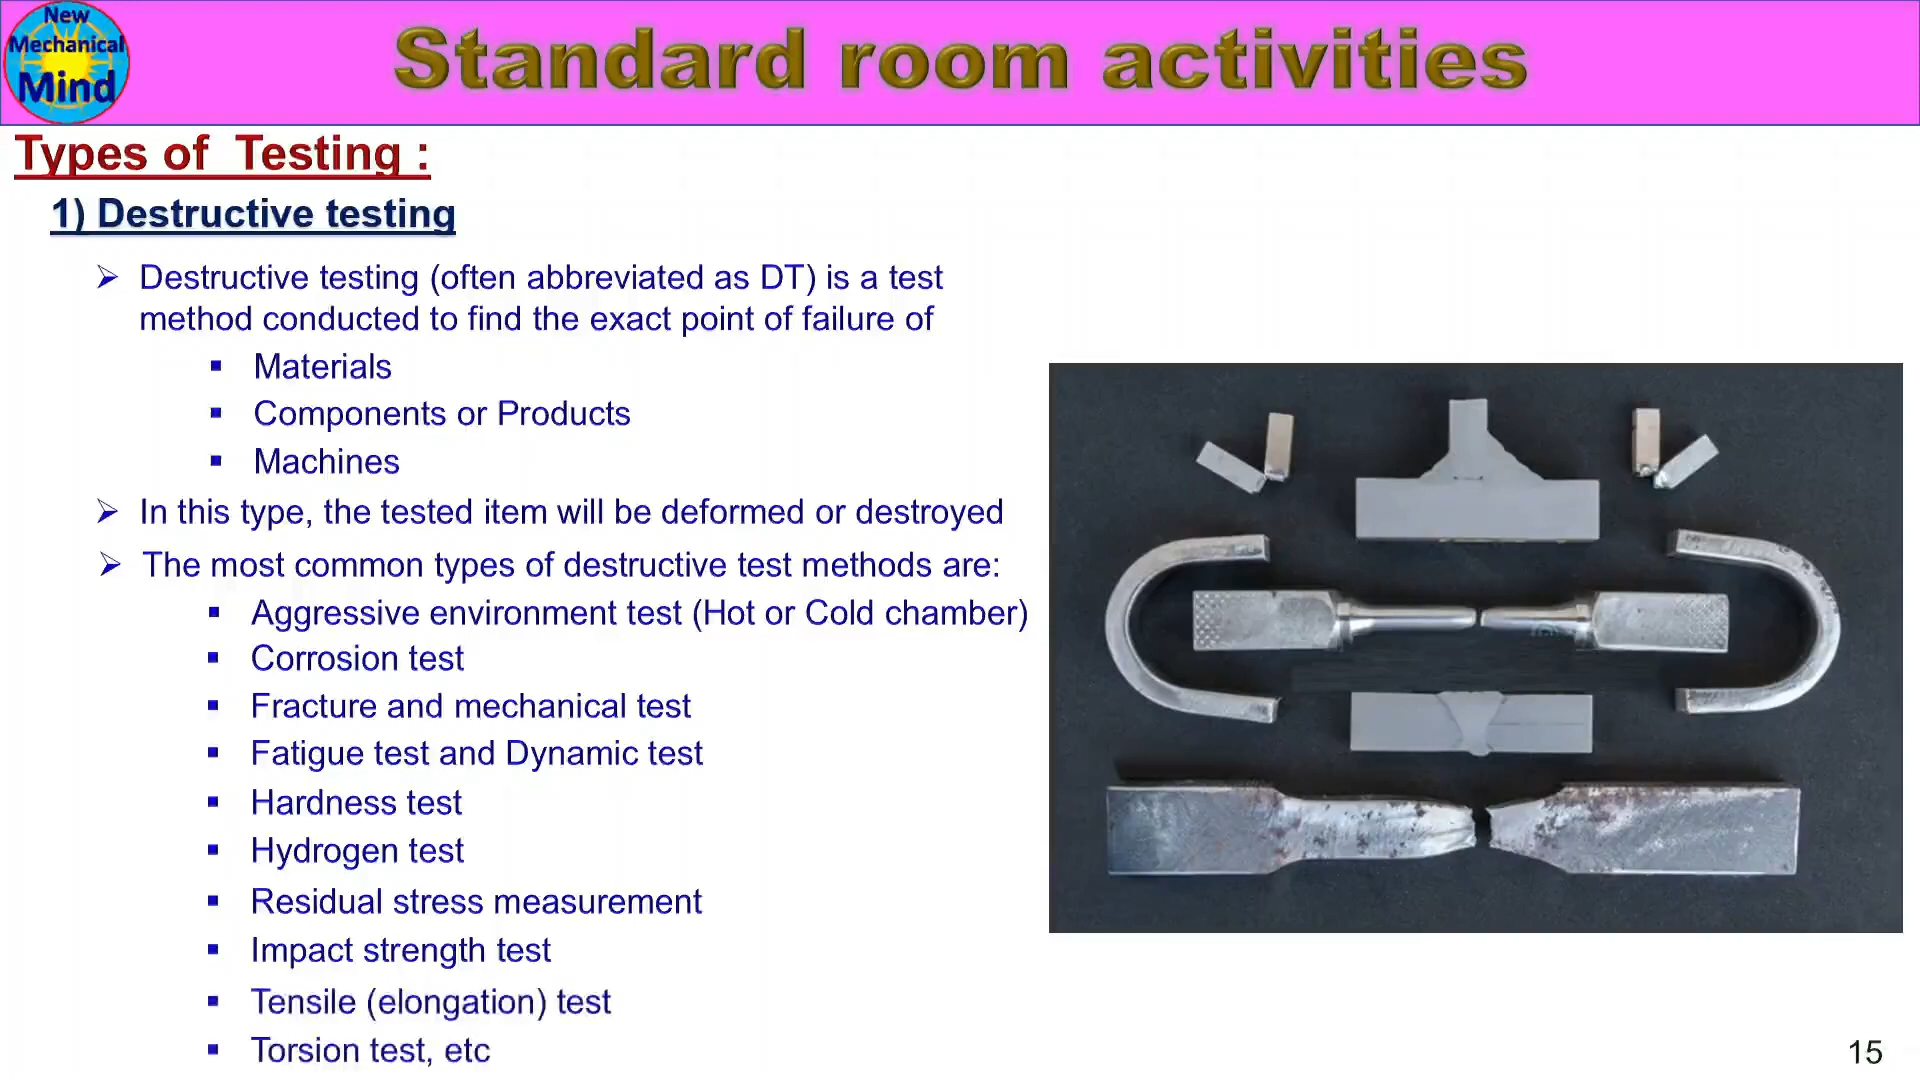 New
Mechanical
Mind
Standard room activities
Types of Testing :
1) Destructive testing
➢ Destructive testing (often abbreviated as DT) is a test
method conducted to find the exact point of failure of
▪ Materials
▪ Components or Products
▪ Machines
➢ In this type, the tested item will be deformed or destroyed
➢ The most common types of destructive test methods are:
▪ Aggressive environment test (Hot or Cold chamber)
▪ Corrosion test
▪ Fracture and mechanical test
▪ Fatigue test and Dynamic test
▪ Hardness test
▪ Hydrogen test
▪ Residual stress measurement
▪ Impact strength test
▪ Tensile (elongation) test
▪ Torsion test, etc
15